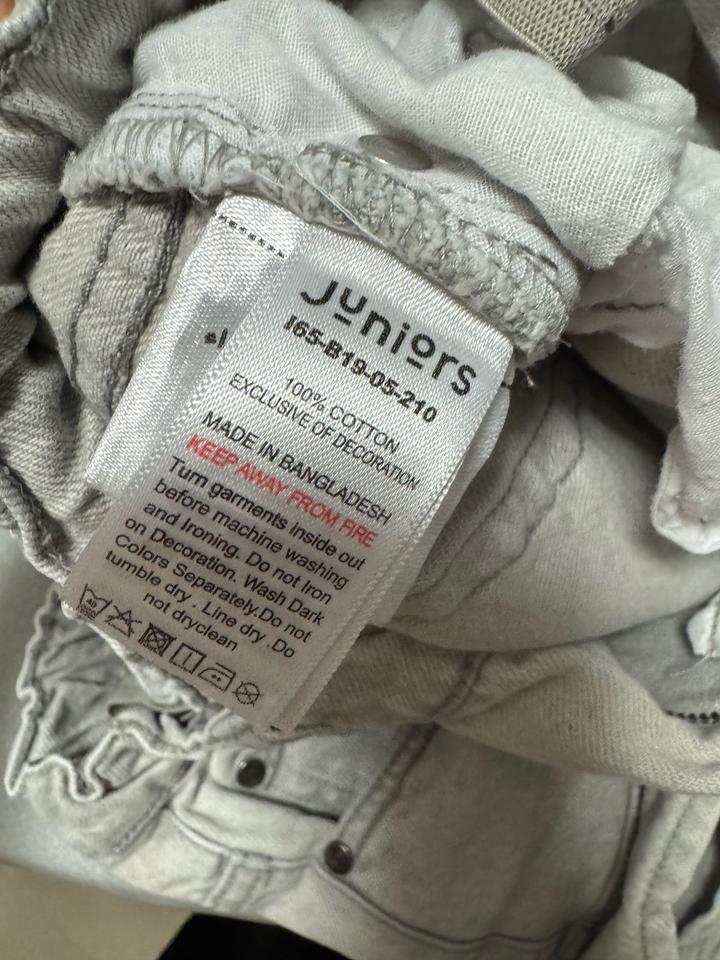 Juniors
J65-B19-05-210
100% COTTON
EXCLUSIVE OF DECORATION
MADE IN BANGLADESH
KEEP AWAY FROM FIRE
Turn garments inside out
before machine washing
and Ironing. Do not Iron
on Decoration. Wash Dark
Colors Separately.Do not
tumble dry . Line dry .Do
not dryclean
40